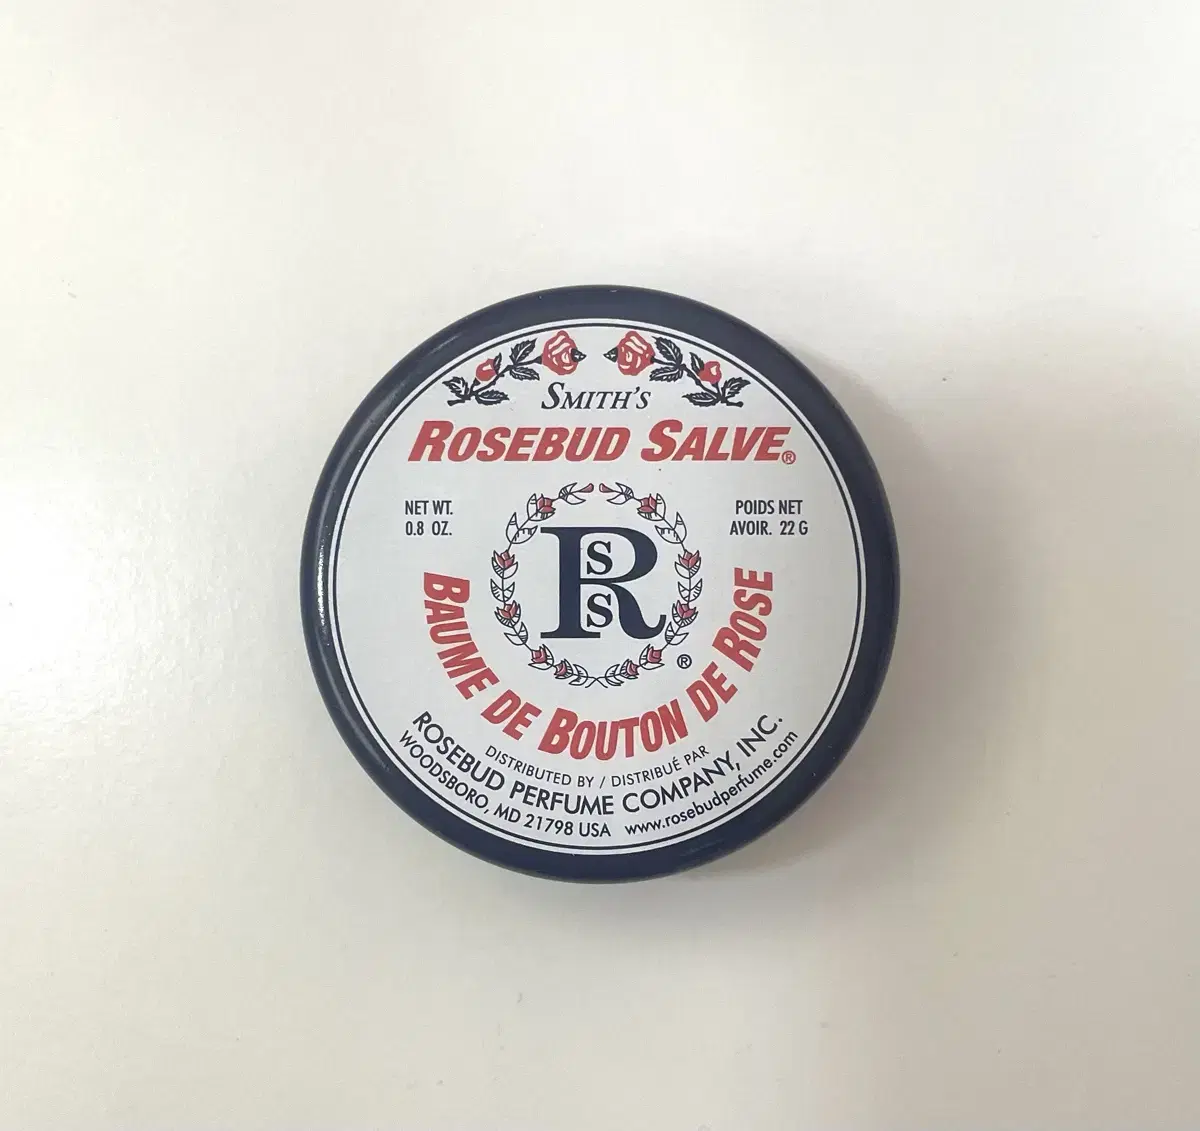 SMITH'S
ROSEBUD SALVE®
NET WT.
0.8 OZ.
POIDS NET
AVOIR. 22 G
RSS
®
BAUME DE BOUTON DE ROSE
DISTRIBUTED BY / DISTRIBUÉ PAR
ROSEBUD PERFUME COMPANY, INC.
WOODSBORO, MD 21798 USA www.rosebudperfume.com